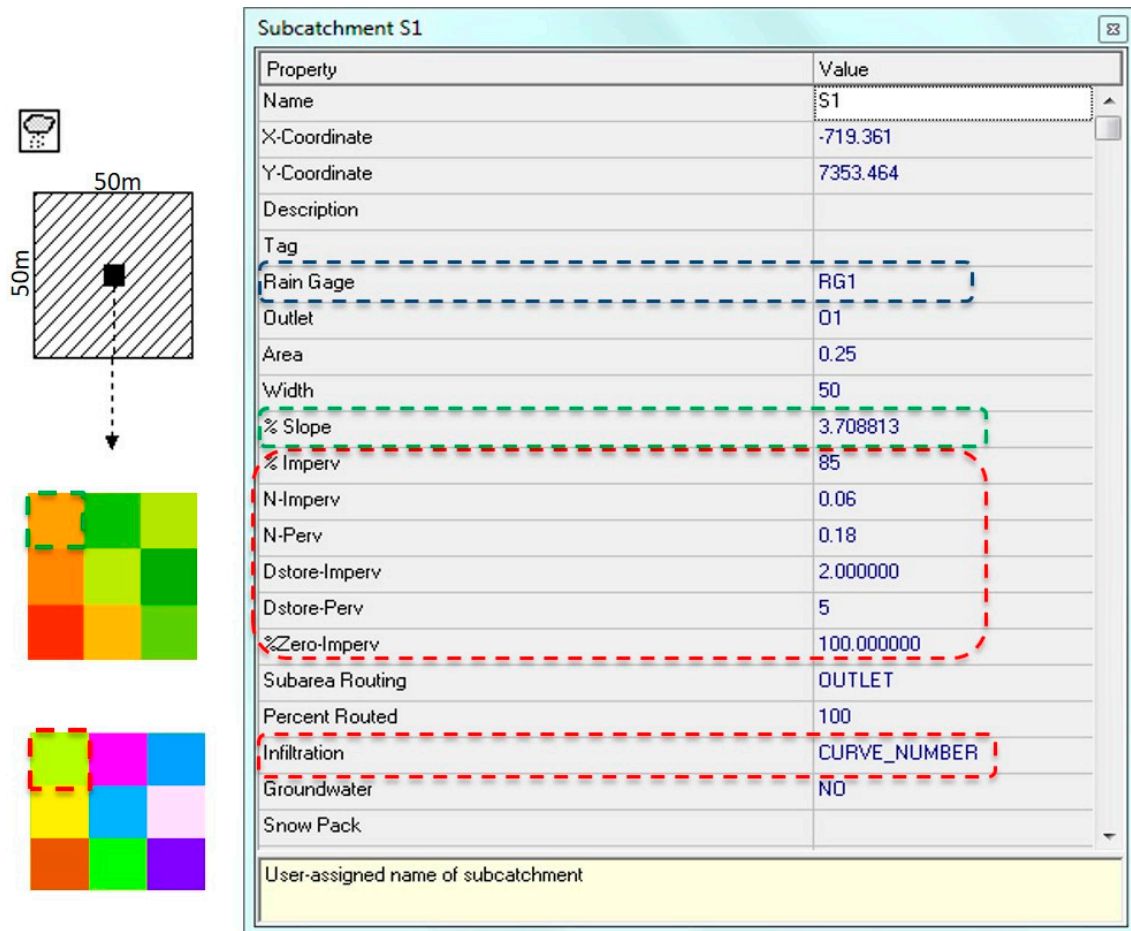 Subcatchment S1
Property Value
Name S1
X-Coordinate -719.361
Y-Coordinate 7353.464
Description
Tag
Rain Gage RG1
Outlet O1
Area 0.25
Width 50
% Slope 3.708813
% Imperv 85
N-Imperv 0.06
N-Perv 0.18
Dstore-Imperv 2.000000
Dstore-Perv 5
%Zero-Imperv 100.000000
Subarea Routing OUTLET
Percent Routed 100
Infiltration CURVE_NUMBER
Groundwater NO
Snow Pack
User-assigned name of subcatchment
50m
50m